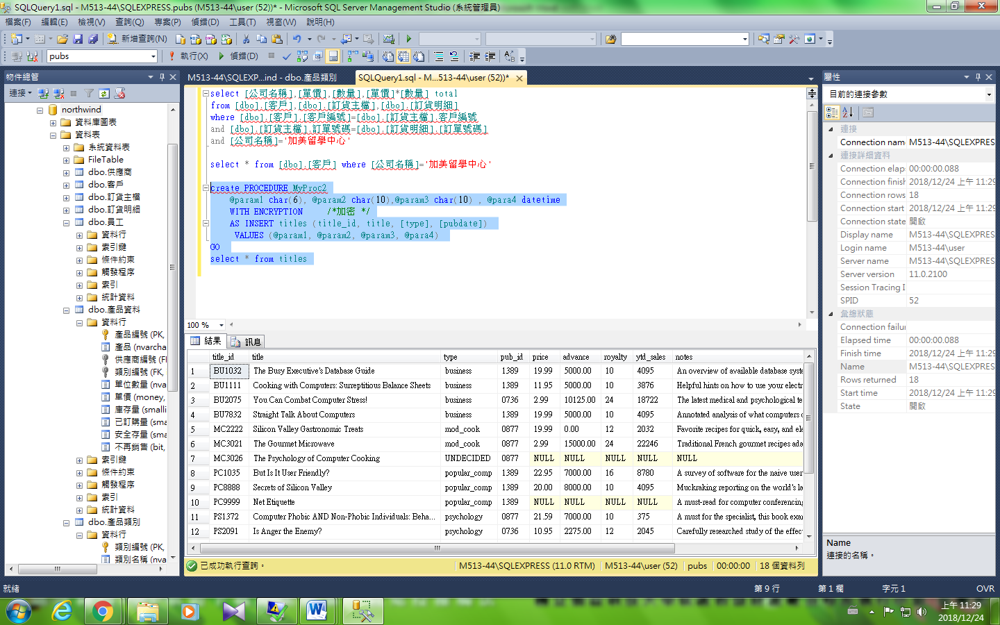 SQLQuery1.sql - M513-44\SQLEXPRESS.pubs (M513-44\user (52))* - Microsoft SQL Server Management Studio (系統管理員)
檔案(F) 編輯(E) 檢視(V) 查詢(Q) 專案(P) 偵錯(D) 工具(T) 視窗(W) 說明(H)
新增查詢(N)
pubs 執行(X) 偵錯(D)
物件總管
連接
northwind
資料庫圖表
資料表
系統資料表
FileTable
dbo.供應商
dbo.客戶
dbo.訂貨主檔
dbo.訂貨明細
dbo.員工
資料行
索引鍵
條件約束
觸發程序
索引
統計資料
dbo.產品資料
資料行
產品編號 (PK,
產品 (nvarcha
供應商編號 (FI
類別編號 (FK,
單位數量 (nva
單價 (money,
庫存量 (smalli
已訂購量 (sma
安全存量 (sma
不再銷售 (bit,
索引鍵
條件約束
觸發程序
索引
統計資料
dbo.產品類別
資料行
類別編號 (PK,
類別名稱 (nva
M513-44\SQLEXP...ind - dbo.產品類別 SQLQuery1.sql - M...513-44\user (52))*
select [公司名稱],[單價],[數量],[單價]*[數量] total
from [dbo].[客戶],[dbo].[訂貨主檔],[dbo].[訂貨明細]
where [dbo].[客戶].[客戶編號]=[dbo].[訂貨主檔].客戶編號
and [dbo].[訂貨主檔].訂單號碼=[dbo].[訂貨明細].[訂單號碼]
and [公司名稱]='加美留學中心'
select * from [dbo].[客戶] where [公司名稱]='加美留學中心'
create PROCEDURE MyProc2
@param1 char(6), @param2 char(10),@param3 char(10) , @para4 datetime
WITH ENCRYPTION /*加密 */
AS INSERT titles (title_id, title, [type], [pubdate])
VALUES (@param1, @param2, @param3, @para4)
GO
select * from titles
100 %
結果 訊息
title_id title type pub_id price advance royalty ytd_sales notes
1 BU1032 The Busy Executive's Database Guide business 1389 19.99 5000.00 10 4095 An overview of available database syste
2 BU1111 Cooking with Computers: Surreptitious Balance Sheets business 1389 11.95 5000.00 10 3876 Helpful hints on how to use your electr
3 BU2075 You Can Combat Computer Stress! business 0736 2.99 10125.00 24 18722 The latest medical and psychological te
4 BU7832 Straight Talk About Computers business 1389 19.99 5000.00 10 4095 Annotated analysis of what computers c
5 MC2222 Silicon Valley Gastronomic Treats mod_cook 0877 19.99 0.00 12 2032 Favorite recipes for quick, easy, and ele
6 MC3021 The Gourmet Microwave mod_cook 0877 2.99 15000.00 24 22246 Traditional French gourmet recipes ada
7 MC3026 The Psychology of Computer Cooking UNDECIDED 0877 NULL NULL NULL NULL NULL
8 PC1035 But Is It User Friendly? popular_comp 1389 22.95 7000.00 16 8780 A survey of software for the naive user
9 PC8888 Secrets of Silicon Valley popular_comp 1389 20.00 8000.00 10 4095 Muckraking reporting on the world's la
10 PC9999 Net Etiquette popular_comp 1389 NULL NULL NULL NULL A must-read for computer conferencing
11 PS1372 Computer Phobic AND Non-Phobic Individuals: Beha... psychology 0877 21.59 7000.00 10 375 A must for the specialist, this book exa
12 PS2091 Is Anger the Enemy? psychology 0736 10.95 2275.00 12 2045 Carefully researched study of the effect
已成功執行查詢。 M513-44\SQLEXPRESS (11.0 RTM) M513-44\user (52) pubs 00:00:00 18 個資料列
屬性
目前的連接參數
連接
Connection nam M513-44\SQLEXPRES
連接詳細資料
Connection elap 00:00:00.088
Connection finish 2018/12/24 上午 11:29
Connection rows 18
Connection start 2018/12/24 上午 11:29
Connection state 開啟
Display name M513-44\SQLEXPRES
Login name M513-44\user
Server name M513-44\SQLEXPRES
Server version 11.0.2100
Session Tracing I
SPID 52
彙總狀態
Connection failur
Elapsed time 00:00:00.088
Finish time 2018/12/24 上午 11:29
Name M513-44\SQLEXPRES
Rows returned 18
Start time 2018/12/24 上午 11:29
State 開啟
Name
連接的名稱。
就緒 第 9 行 第 1 欄 字元 1 OVR
上午 11:29
2018/12/24